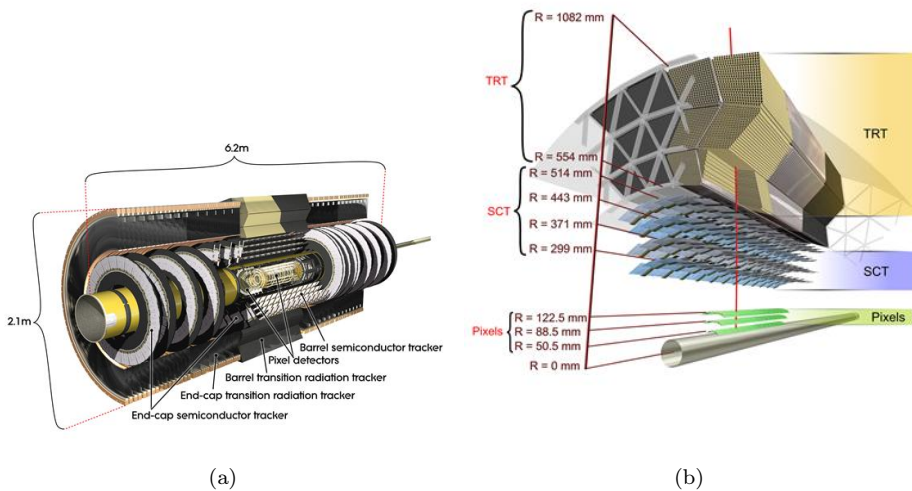 6.2m
2.1m
Barrel semiconductor tracker
Pixel detectors
Barrel transition radiation tracker
End-cap transition radiation tracker
End-cap semiconductor tracker
(a)
R = 1082 mm
TRT
TRT
R = 554 mm
R = 514 mm
R = 443 mm
SCT
R = 371 mm
R = 299 mm
SCT
R = 122.5 mm
Pixels
Pixels
R = 88.5 mm
R = 50.5 mm
R = 0 mm
(b)